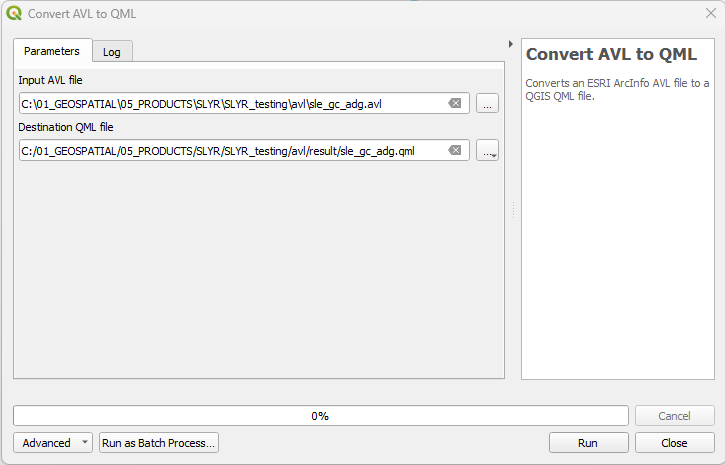 Convert AVL to QML
Parameters
Log
Input AVL file
C:\01_GEOSPATIAL\05_PRODUCTS\SLYR\SLYR_testing\avl\sle_gc_adg.avl
...
Destination QML file
C:/01_GEOSPATIAL/05_PRODUCTS/SLYR/SLYR_testing/avl/result/sle_gc_adg.qml
...
Convert AVL to QML
Converts an ESRI ArcInfo AVL file to a
QGIS QML file.
0%
Cancel
Advanced
Run as Batch Process...
Run
Close